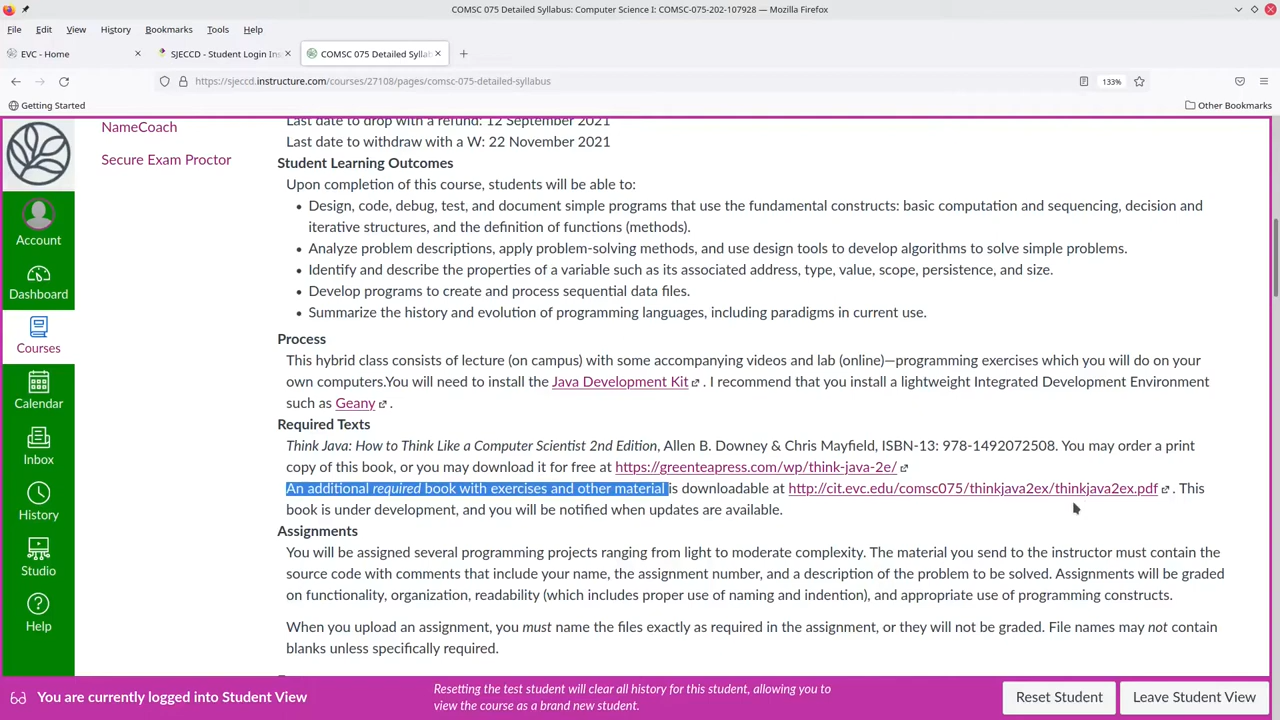 COMSC 075 Detailed Syllabus: Computer Science I: COMSC-075-202-107928 — Mozilla Firefox
File Edit View History Bookmarks Tools Help
EVC - Home
SJECCD - Student Login Ins
COMSC 075 Detailed Syllab
https://sjeccd.instructure.com/courses/27108/pages/comsc-075-detailed-syllabus
133%
Getting Started
Other Bookmarks
NameCoach
Secure Exam Proctor
Account
Dashboard
Courses
Calendar
Inbox
History
Studio
Help
Last date to drop with a refund: 12 September 2021
Last date to withdraw with a W: 22 November 2021
Student Learning Outcomes
Upon completion of this course, students will be able to:
• Design, code, debug, test, and document simple programs that use the fundamental constructs: basic computation and sequencing, decision and
iterative structures, and the definition of functions (methods).
• Analyze problem descriptions, apply problem-solving methods, and use design tools to develop algorithms to solve simple problems.
• Identify and describe the properties of a variable such as its associated address, type, value, scope, persistence, and size.
• Develop programs to create and process sequential data files.
• Summarize the history and evolution of programming languages, including paradigms in current use.
Process
This hybrid class consists of lecture (on campus) with some accompanying videos and lab (online)—programming exercises which you will do on your
own computers.You will need to install the Java Development Kit . I recommend that you install a lightweight Integrated Development Environment
such as Geany .
Required Texts
Think Java: How to Think Like a Computer Scientist 2nd Edition, Allen B. Downey & Chris Mayfield, ISBN-13: 978-1492072508. You may order a print
copy of this book, or you may download it for free at https://greenteapress.com/wp/think-java-2e/
An additional required book with exercises and other material is downloadable at http://cit.evc.edu/comsc075/thinkjava2ex/thinkjava2ex.pdf . This
book is under development, and you will be notified when updates are available.
Assignments
You will be assigned several programming projects ranging from light to moderate complexity. The material you send to the instructor must contain the
source code with comments that include your name, the assignment number, and a description of the problem to be solved. Assignments will be graded
on functionality, organization, readability (which includes proper use of naming and indention), and appropriate use of programming constructs.
When you upload an assignment, you must name the files exactly as required in the assignment, or they will not be graded. File names may not contain
blanks unless specifically required.
You are currently logged into Student View
Resetting the test student will clear all history for this student, allowing you to
view the course as a brand new student.
Reset Student
Leave Student View